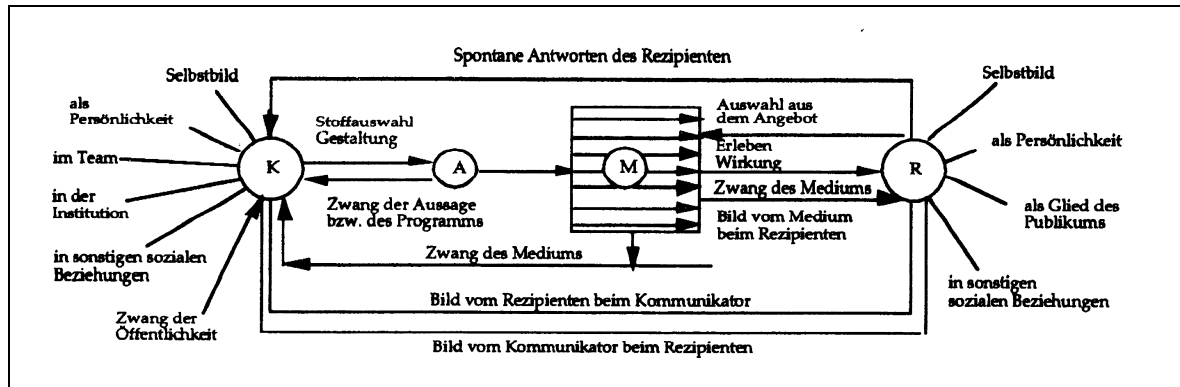 Spontane Antworten des Rezipienten
Selbstbild
als
Persönlichkeit
im Team
in der
Institution
in sonstigen sozialen
Beziehungen
Zwang der
Öffentlichkeit
K
Stoffauswahl
Gestaltung
A
Zwang der Aussage
bzw. des Programms
Zwang des Mediums
M
Auswahl aus
dem Angebot
Erleben
Wirkung
Zwang des Mediums
Bild vom Medium
beim Rezipienten
R
Selbstbild
als Persönlichkeit
als Glied des
Publikums
in sonstigen
sozialen Beziehungen
Bild vom Rezipienten beim Kommunikator
Bild vom Kommunikator beim Rezipienten